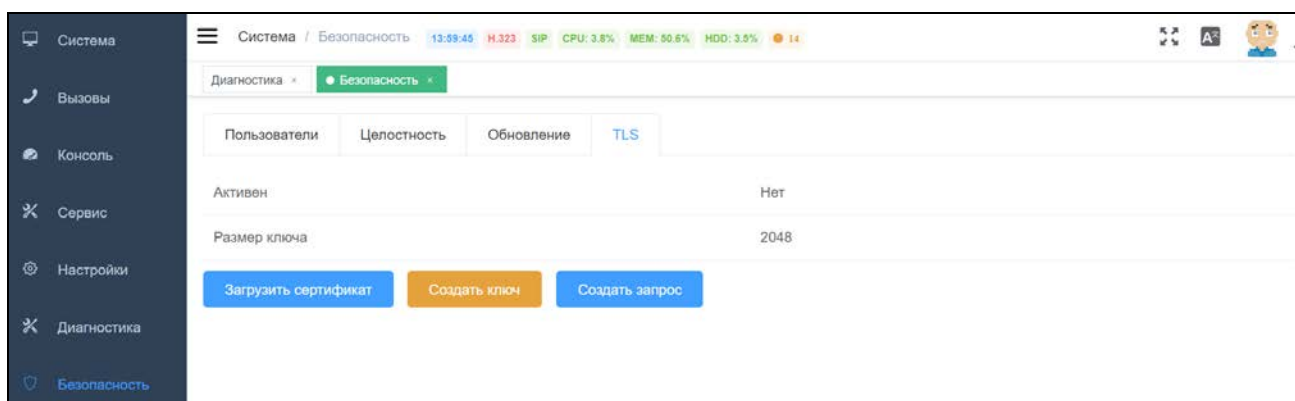 Система
Система / Безопасность 13:59:45 H.323 SIP CPU: 3.8% MEM: 50.6% HDD: 3.5% 14
Диагностика × Безопасность ×
Вызовы
Пользователи Целостность Обновление TLS
Консоль
Активен Нет
Сервис
Размер ключа 2048
Настройки
Загрузить сертификат Создать ключ Создать запрос
Диагностика
Безопасность